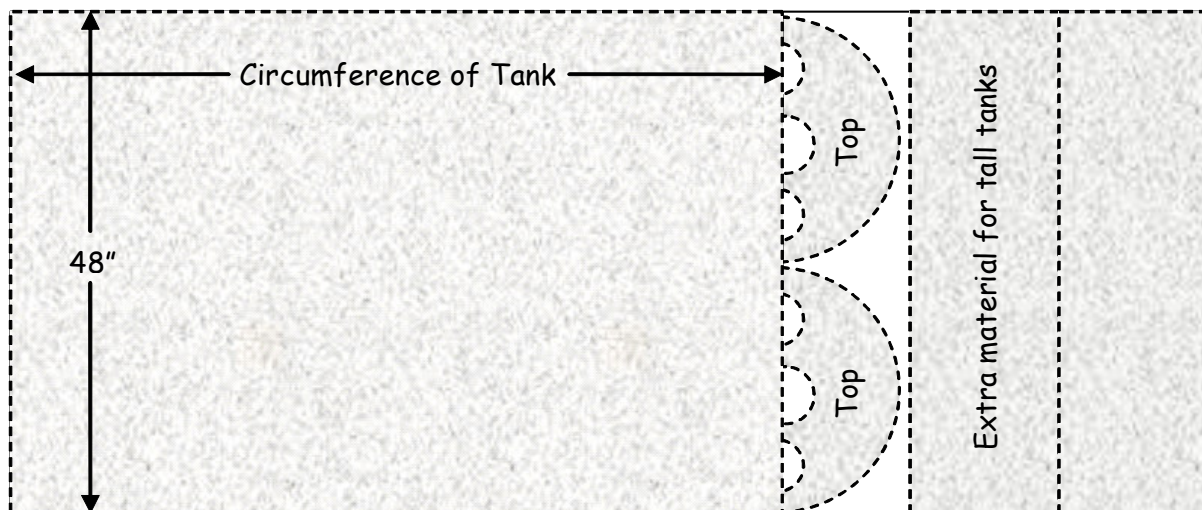 Circumference of Tank
48"
Top
Top
Extra material for tall tanks